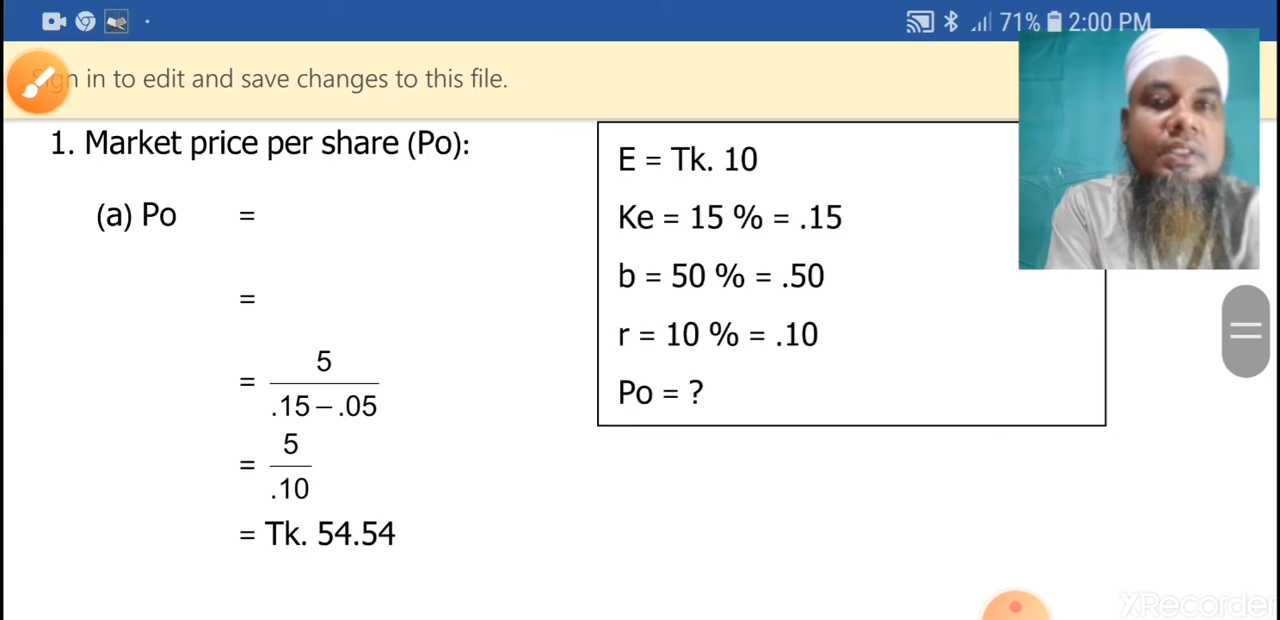 71% 2:00 PM
Sign in to edit and save changes to this file.
1. Market price per share (Po):
(a) Po =
=
= 5
.15 – .05
= 5
.10
= Tk. 54.54
E = Tk. 10
Ke = 15 % = .15
b = 50 % = .50
r = 10 % = .10
Po = ?
XRecorder